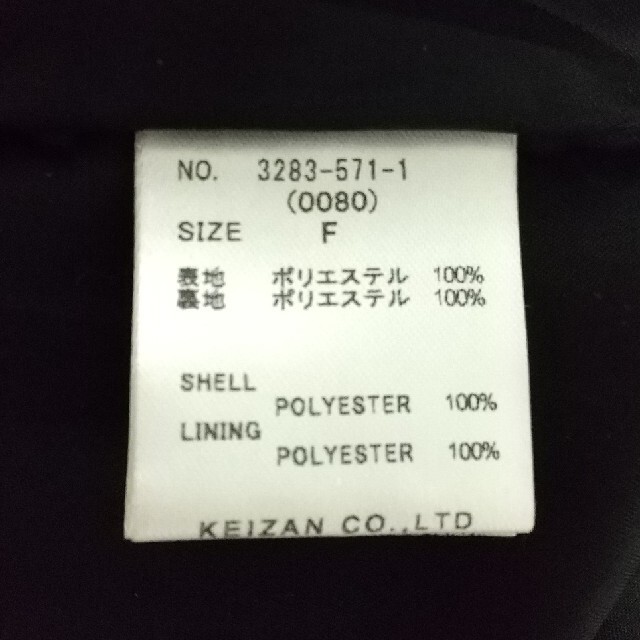 NO. 3283-571-1
(0080)
SIZE F
表地 ポリエステル 100%
裏地 ポリエステル 100%
SHELL
POLYESTER 100%
LINING
POLYESTER 100%
KEIZAN CO.,LTD